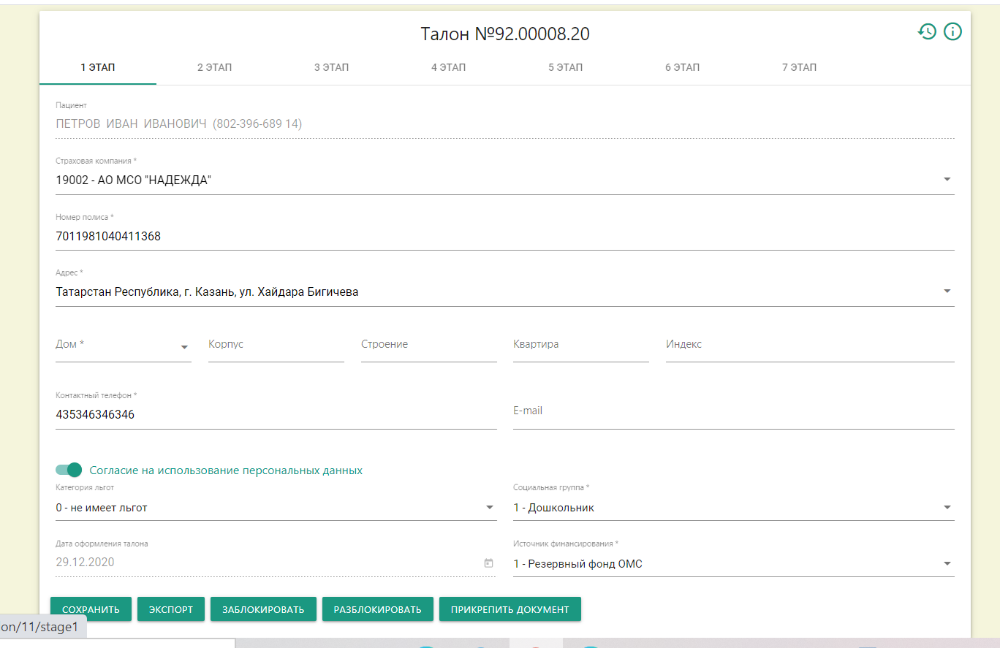 Талон №92.00008.20
1 ЭТАП 2 ЭТАП 3 ЭТАП 4 ЭТАП 5 ЭТАП 6 ЭТАП 7 ЭТАП
Пациент
ПЕТРОВ ИВАН ИВАНОВИЧ (802-396-689 14)
Страховая компания *
19002 - АО МСО "НАДЕЖДА"
Номер полиса *
7011981040411368
Адрес *
Татарстан Республика, г. Казань, ул. Хайдара Бигичева
Дом * Корпус Строение Квартира Индекс
Контактный телефон *
435346346346
E-mail
Согласие на использование персональных данных
Категория льгот Социальная группа *
0 - не имеет льгот 1 - Дошкольник
Дата оформления талона Источник финансирования *
29.12.2020 1 - Резервный фонд ОМС
СОХРАНИТЬ ЭКСПОРТ ЗАБЛОКИРОВАТЬ РАЗБЛОКИРОВАТЬ ПРИКРЕПИТЬ ДОКУМЕНТ
on/11/stage1